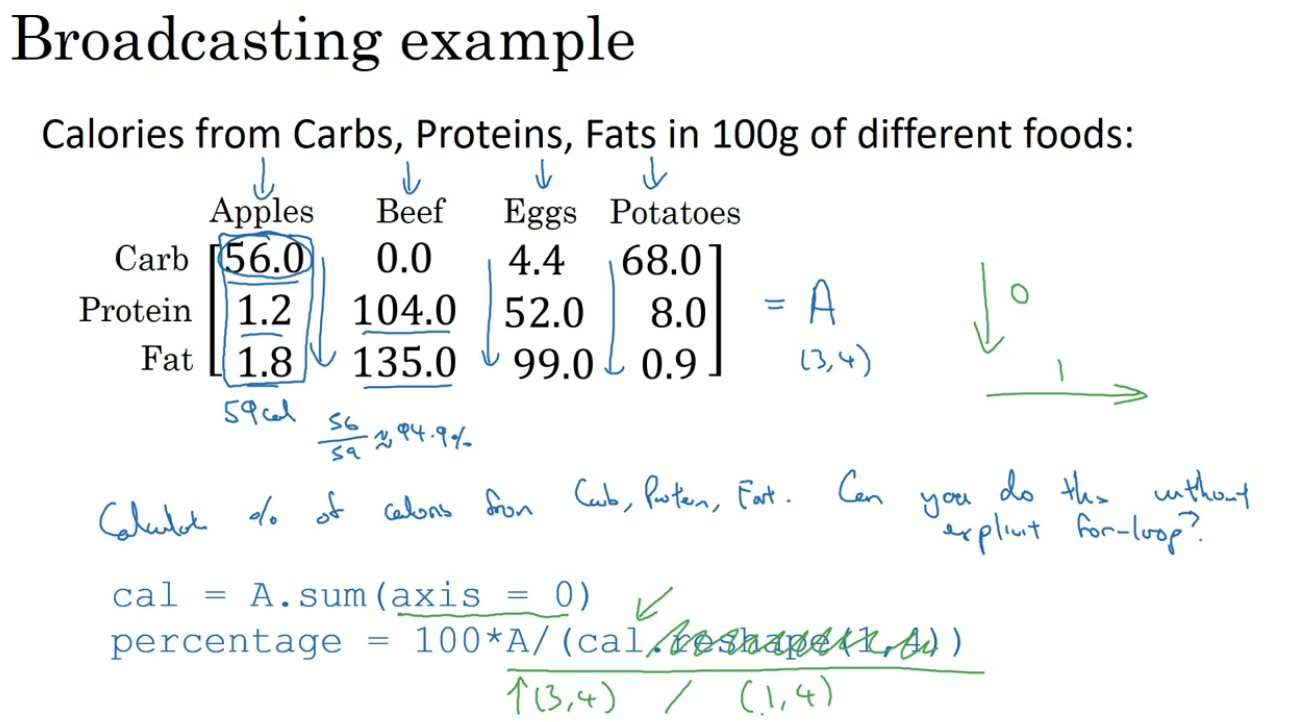 Broadcasting example
Calories from Carbs, Proteins, Fats in 100g of different foods:
Apples Beef Eggs Potatoes
Carb 56.0 0.0 4.4 68.0
Protein 1.2 104.0 52.0 8.0
Fat 1.8 135.0 99.0 0.9
= A
(3,4)
0
1
59 cal
56/59 ≈ 94.9%
Calculate % of calories from Carb, Protein, Fat. Can you do this without
explicit for-loop?
cal = A.sum(axis = 0)
percentage = 100*A/(cal.reshape(1,4))
↑(3,4) / (1,4)